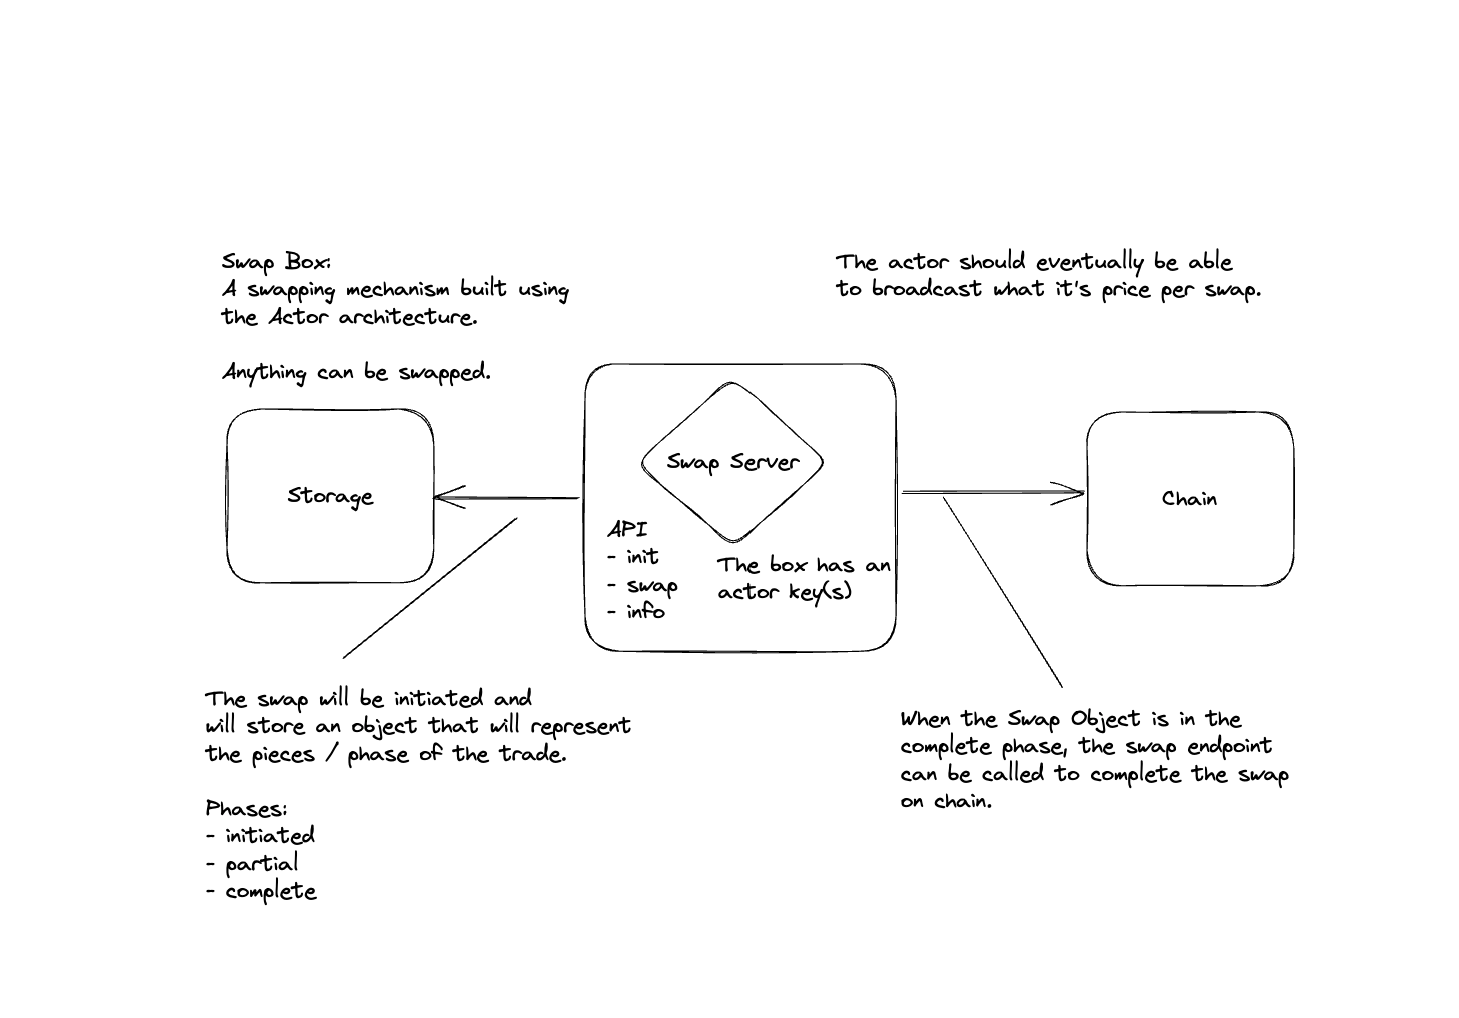 Swap Box:
A swapping mechanism built using
the Actor architecture.
Anything can be swapped.
The actor should eventually be able
to broadcast what it's price per swap.
Storage
Swap Server
API
- init
- swap
- info
The box has an
actor key(s)
Chain
The swap will be initiated and
will store an object that will represent
the pieces / phase of the trade.
Phases:
- initiated
- partial
- complete
When the Swap Object is in the
complete phase, the swap endpoint
can be called to complete the swap
on chain.